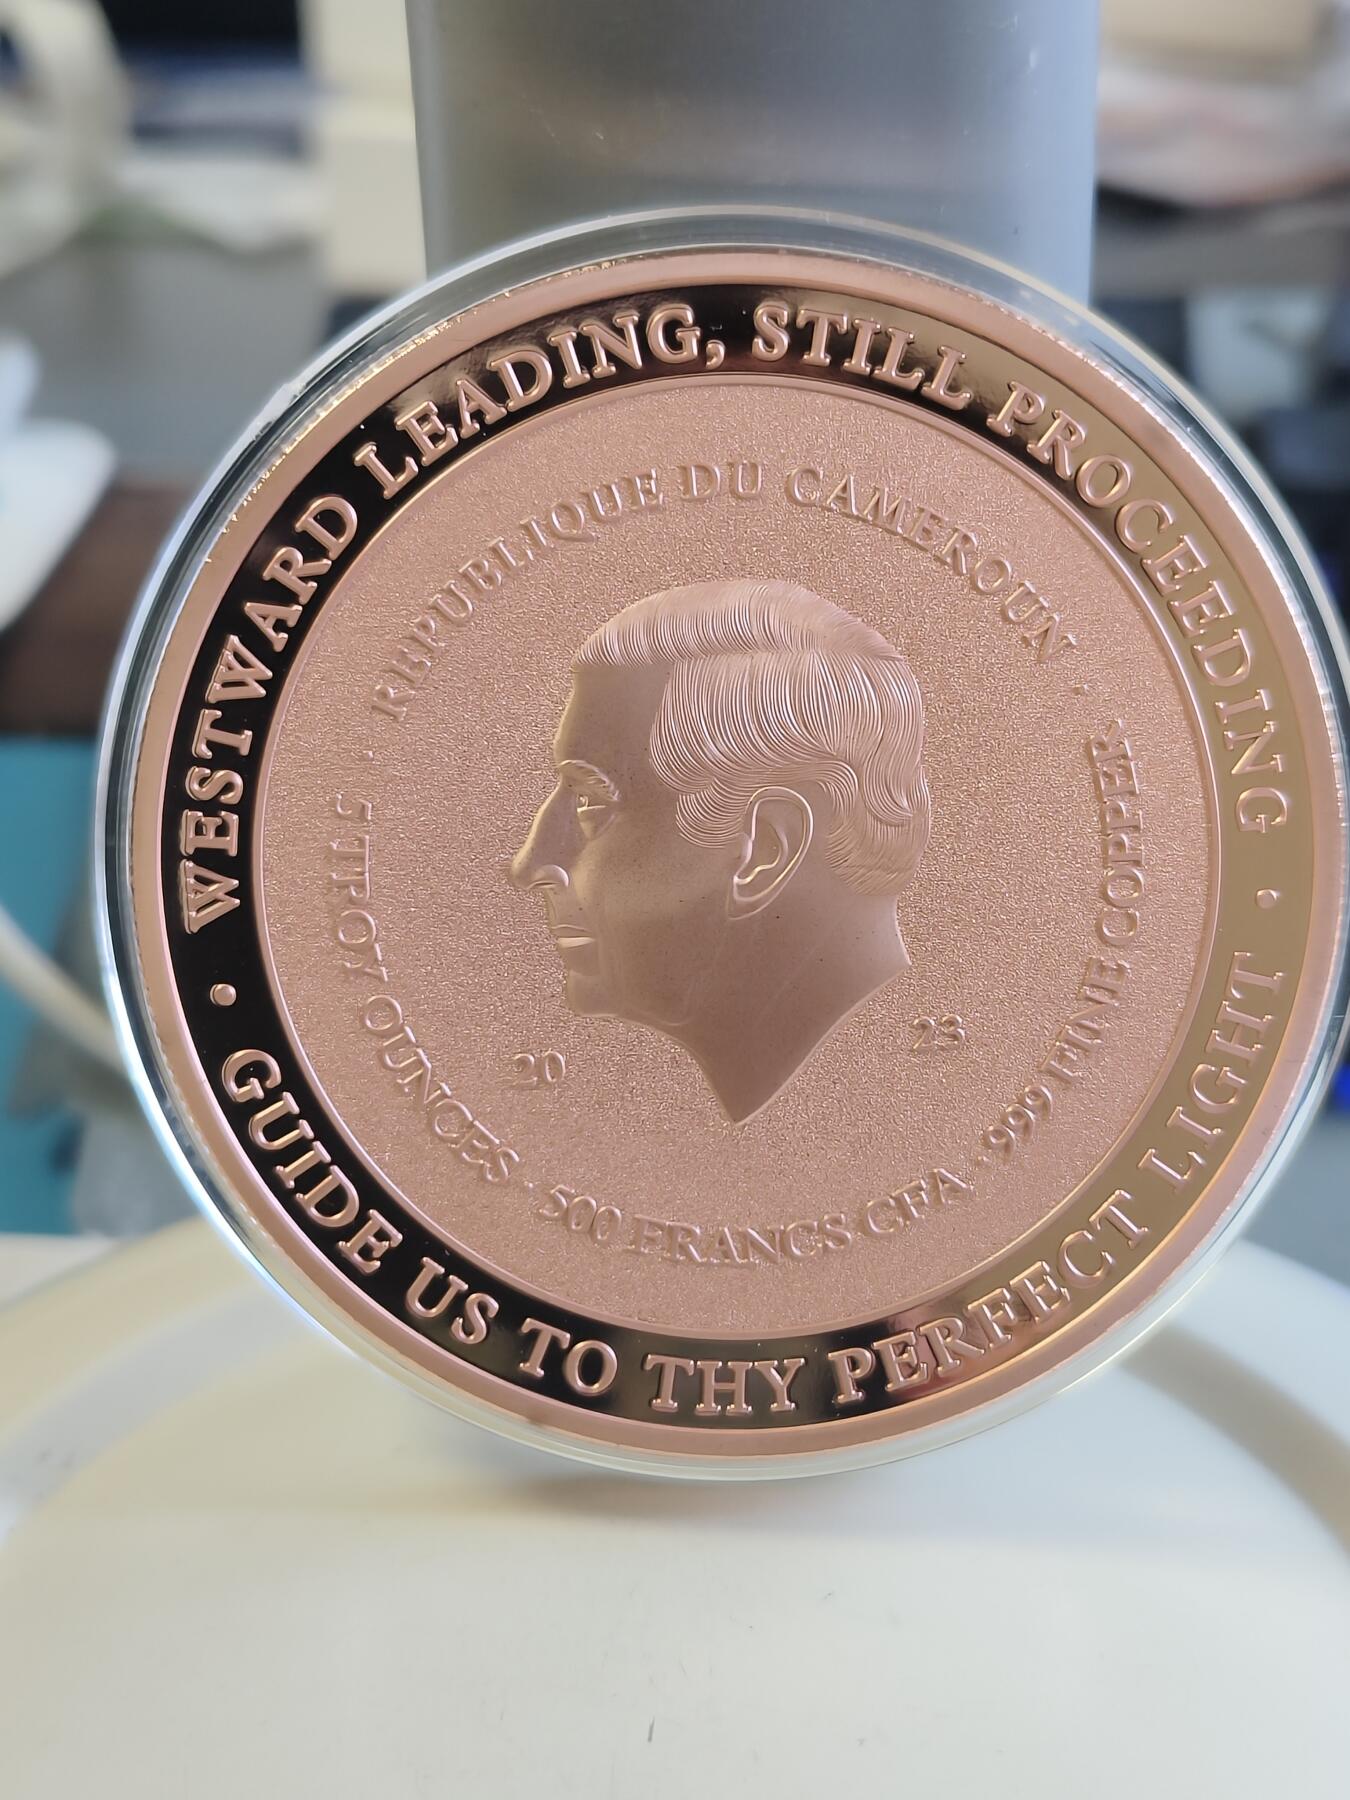 WESTWARD LEADING, STILL PROCEEDING ·
GUIDE US TO THY PERFECT LIGHT ·
REPUBLIQUE DU CAMEROUN ·
999 FINE COPPER ·
500 FRANCS CFA ·
5 TROY OUNCES ·
20 23